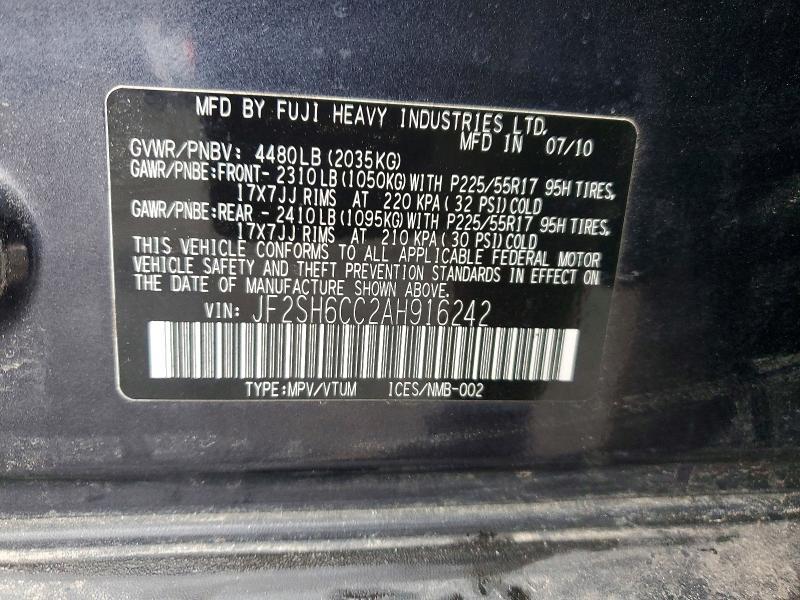 MFD BY FUJI HEAVY INDUSTRIES LTD.
MFD IN 07/10
GVWR/PNBV: 4480LB (2035KG)
GAWR/PNBE:FRONT- 2310LB(1050KG)WITH P225/55R17 95H TIRES,
17X7JJ RIMS AT 220 KPA(32 PSI)COLD
GAWR/PNBE:REAR - 2410LB(1095KG)WITH P225/55R17 95H TIRES,
17X7JJ RIMS AT 210 KPA(30 PSI)COLD
THIS VEHICLE CONFORMS TO ALL APPLICABLE FEDERAL MOTOR
VEHICLE SAFETY AND THEFT PREVENTION STANDARDS IN EFFECT ON
THE DATE OF MANUFACTURE SHOWN ABOVE.
VIN: JF2SH6CC2AH916242
TYPE:MPV/VTUM ICES/NMB-002